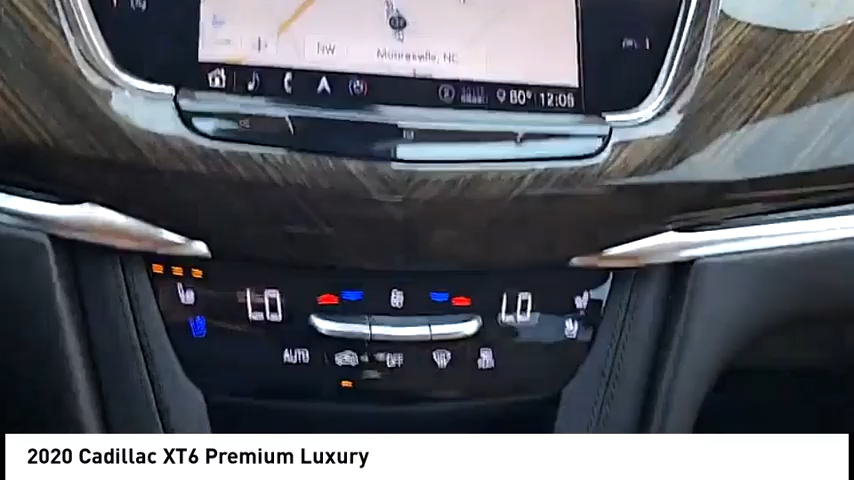 NW
Mooresville, NC
80° 12:06
LO LO
AUTO OFF
2020 Cadillac XT6 Premium Luxury